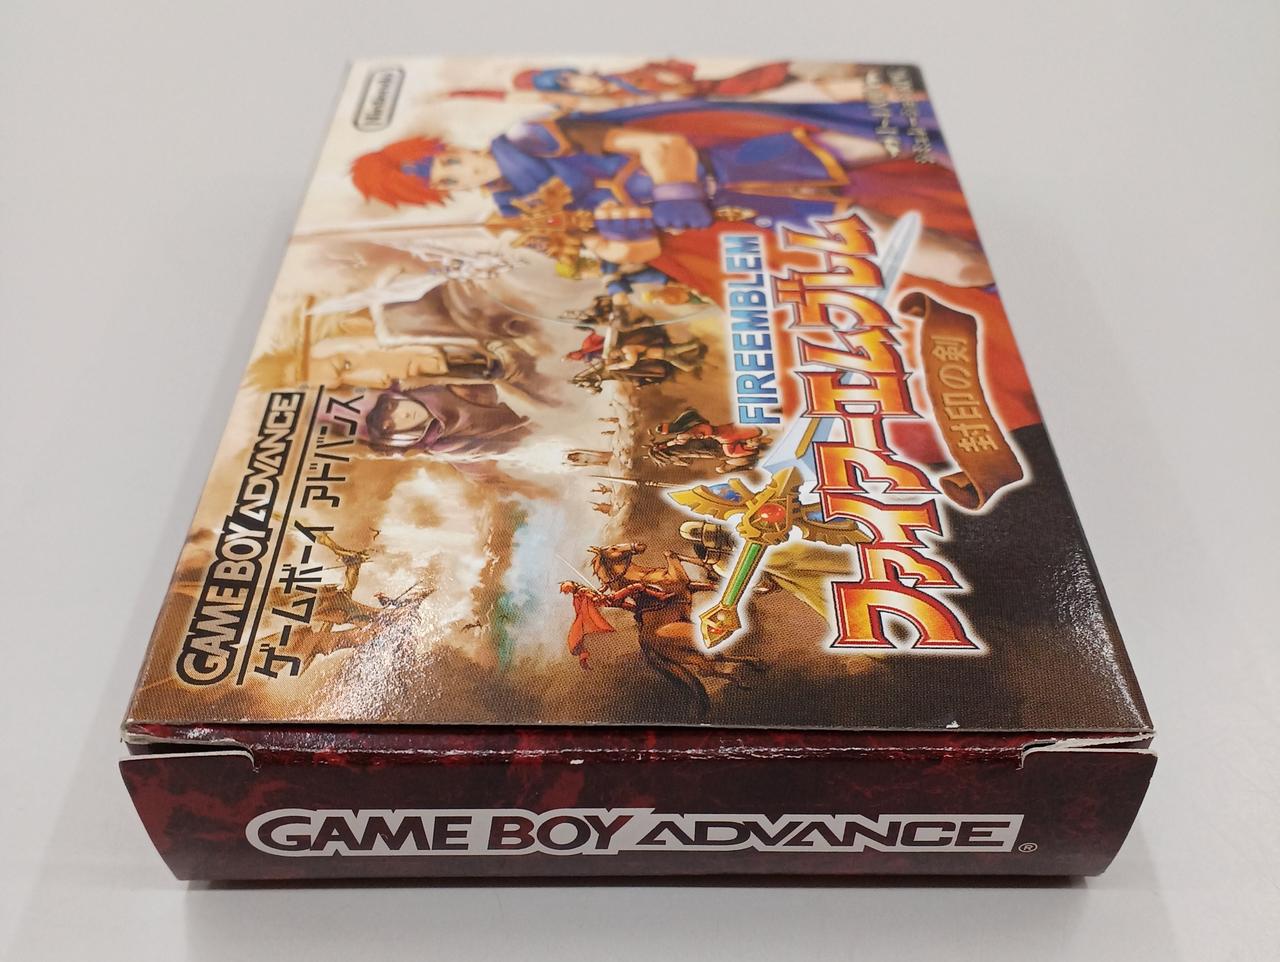 Nintendo
FIREEMBLEM
ファイアーエムブレム
封印の剣
GAME BOY ADVANCE
ゲームボーイ アドバンス
GAME BOY ADVANCE®